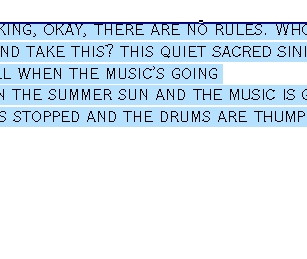 KING, OKAY, THERE ARE NO RULES. WHO
ND TAKE THIS? THIS QUIET SACRED SINI
LL WHEN THE MUSIC'S GOING
N THE SUMMER SUN AND THE MUSIC IS G
S STOPPED AND THE DRUMS ARE THUMP